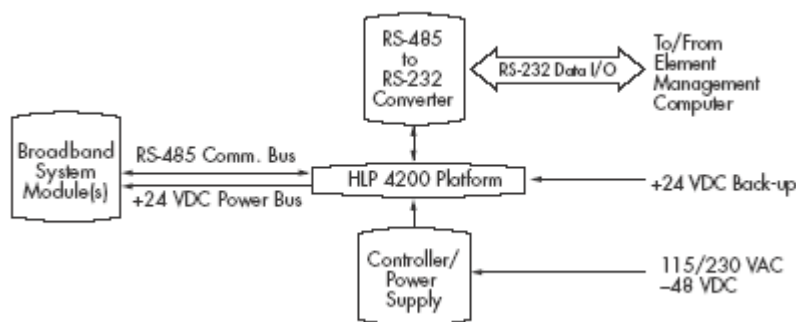 RS-485
to
RS-232
Converter
RS-232 Data I/O
To/From
Element
Management
Computer
Broadband
System
Module(s)
RS-485 Comm. Bus
+24 VDC Power Bus
HLP 4200 Platform
+24 VDC Back-up
Controller/
Power
Supply
115/230 VAC
–48 VDC